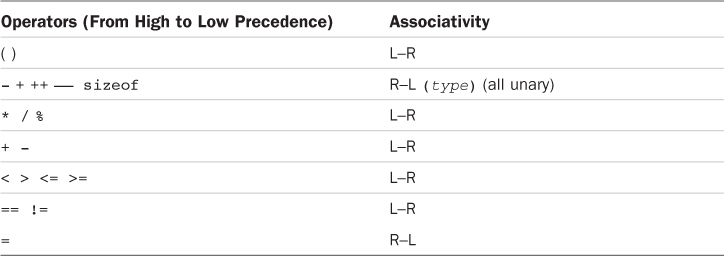 Operators (From High to Low Precedence) Associativity
( ) L–R
– + ++ –– sizeof R–L (type) (all unary)
* / % L–R
+ – L–R
< > <= >= L–R
== != L–R
= R–L